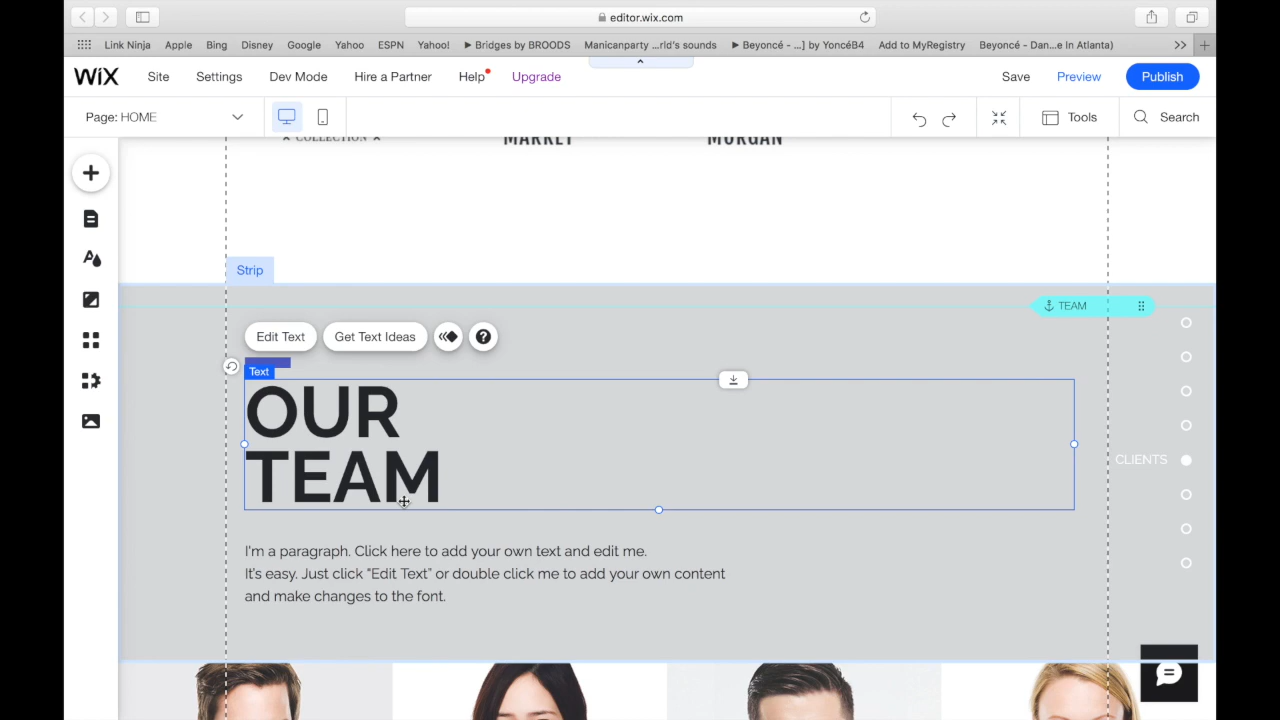 editor.wix.com
Link Ninja Apple Bing Disney Google Yahoo ESPN Yahoo! ▶ Bridges by BROODS Manicanparty ...rld's sounds ▶ Beyoncé - ...] by YoncéB4 Add to MyRegistry Beyoncé - Dan...e In Atlanta)
WiX Site Settings Dev Mode Hire a Partner Help Upgrade Save Preview Publish
Page: HOME Tools Search
COLLECTION MARKET MORGAN
Strip
TEAM
Edit Text Get Text Ideas ?
Text
OUR
TEAM
CLIENTS
I'm a paragraph. Click here to add your own text and edit me.
It's easy. Just click "Edit Text" or double click me to add your own content
and make changes to the font.